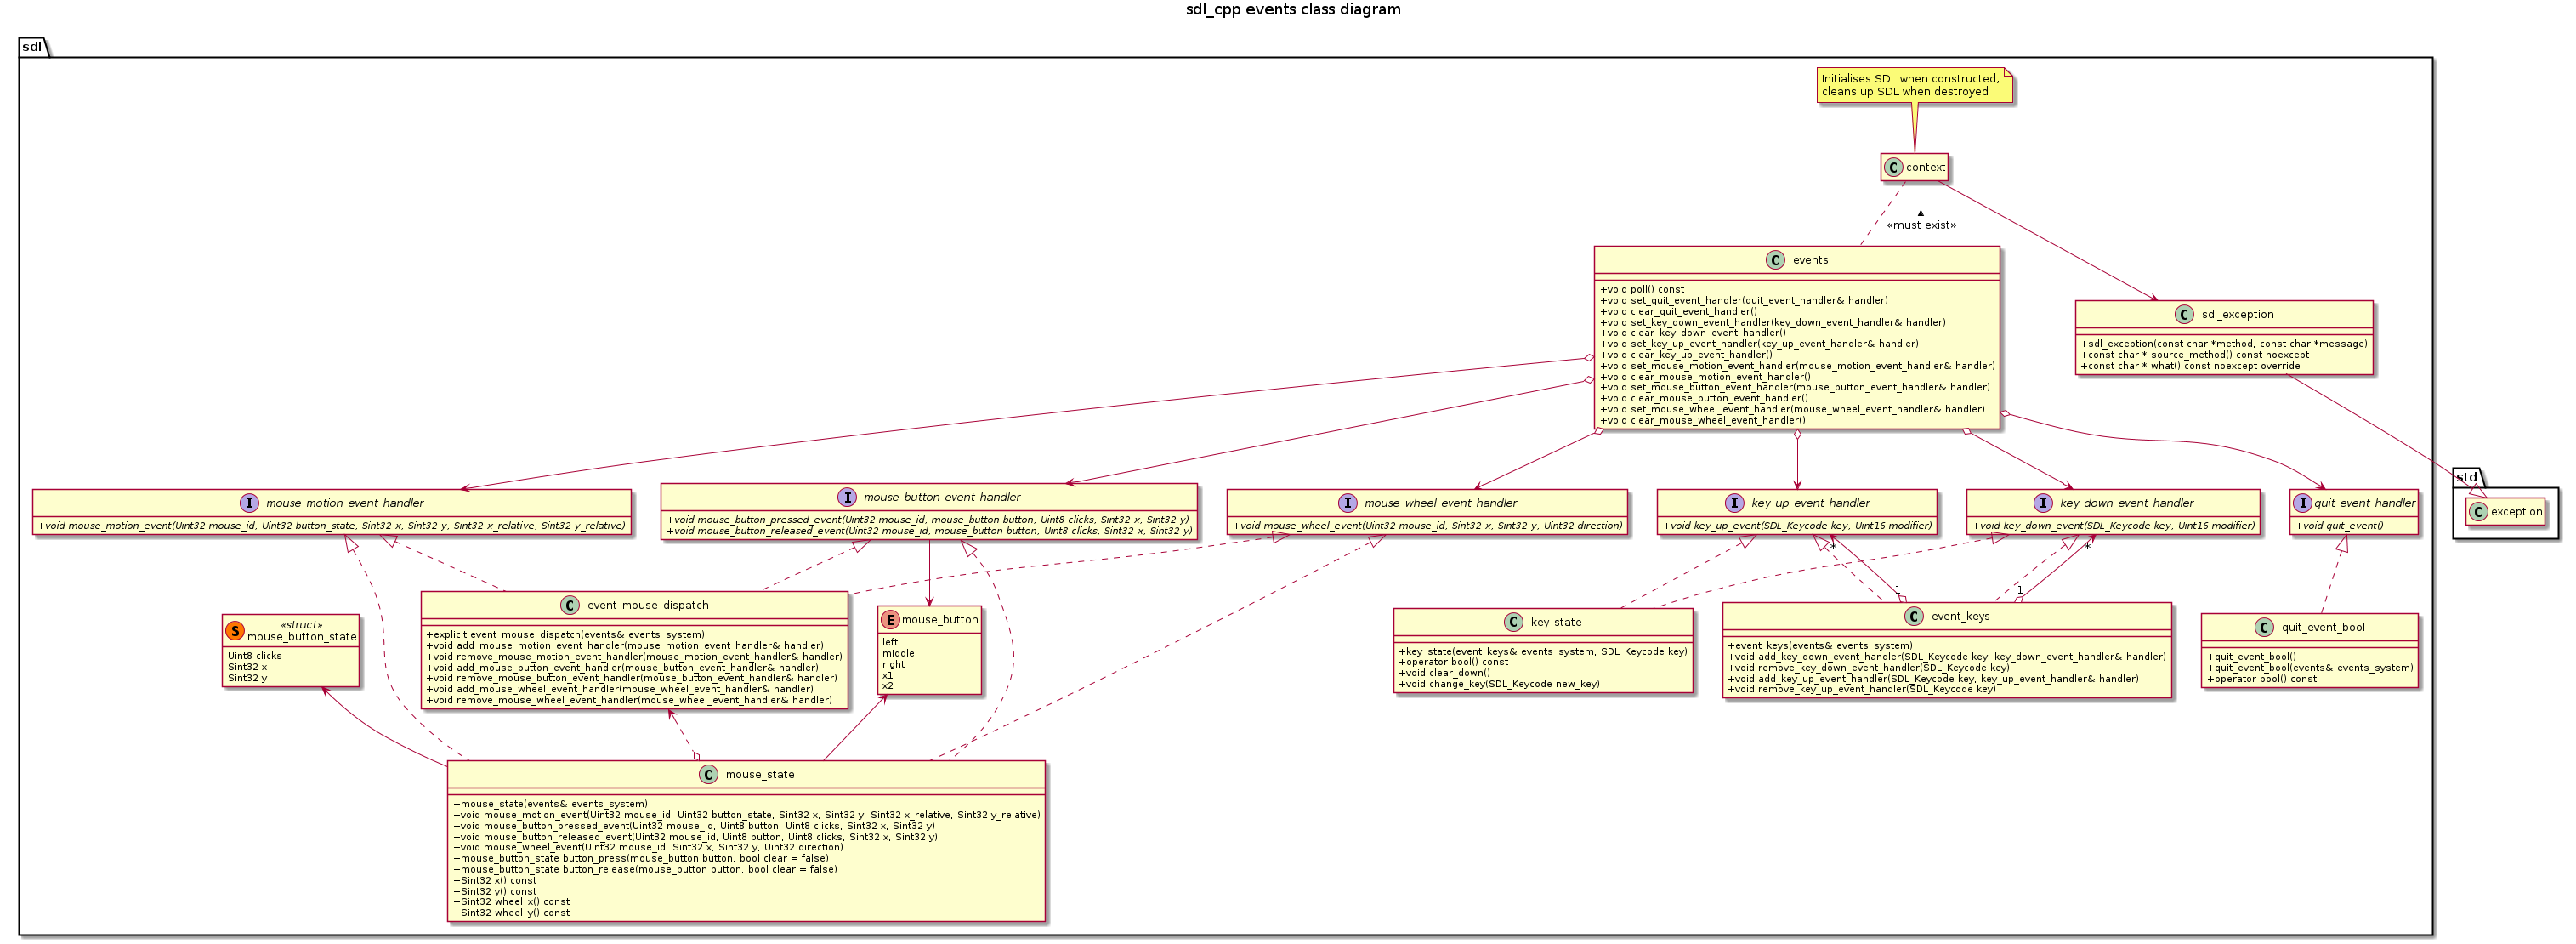 sdl_cpp events class diagram
sdl
Initialises SDL when constructed,
cleans up SDL when destroyed
C context
▲
«must exist»
C events
+void poll() const
+void set_quit_event_handler(quit_event_handler& handler)
+void clear_quit_event_handler()
+void set_key_down_event_handler(key_down_event_handler& handler)
+void clear_key_down_event_handler()
+void set_key_up_event_handler(key_up_event_handler& handler)
+void clear_key_up_event_handler()
+void set_mouse_motion_event_handler(mouse_motion_event_handler& handler)
+void clear_mouse_motion_event_handler()
+void set_mouse_button_event_handler(mouse_button_event_handler& handler)
+void clear_mouse_button_event_handler()
+void set_mouse_wheel_event_handler(mouse_wheel_event_handler& handler)
+void clear_mouse_wheel_event_handler()
C sdl_exception
+sdl_exception(const char *method, const char *message)
+const char * source_method() const noexcept
+const char * what() const noexcept override
std
C exception
I mouse_motion_event_handler
+void mouse_motion_event(Uint32 mouse_id, Uint32 button_state, Sint32 x, Sint32 y, Sint32 x_relative, Sint32 y_relative)
I mouse_button_event_handler
+void mouse_button_pressed_event(Uint32 mouse_id, mouse_button button, Uint8 clicks, Sint32 x. Sint32 y)
+void mouse_button_released_event(Uint32 mouse_id, mouse_button button, Uint8 clicks, Sint32 x, Sint32 y)
I mouse_wheel_event_handler
+void mouse_wheel_event(Uint32 mouse_id, Sint32 x, Sint32 y, Uint32 direction)
I key_up_event_handler
+void key_up_event(SDL_Keycode key, Uint16 modifier)
I key_down_event_handler
+void key_down_event(SDL_Keycode key, Uint16 modifier)
I quit_event_handler
+void quit_event()
*
*
1
1
S «struct»
mouse_button_state
Uint8 clicks
Sint32 x
Sint32 y
C event_mouse_dispatch
+explicit event_mouse_dispatch(events& events_system)
+void add_mouse_motion_event_handler(mouse_motion_event_handler& handler)
+void remove_mouse_motion_event_handler(mouse_motion_event_handler& handler)
+void add_mouse_button_event_handler(mouse_button_event_handler& handler)
+void remove_mouse_button_event_handler(mouse_button_event_handler& handler)
+void add_mouse_wheel_event_handler(mouse_wheel_event_handler& handler)
+void remove_mouse_wheel_event_handler(mouse_wheel_event_handler& handler)
E mouse_button
left
middle
right
x1
x2
C key_state
+key_state(event_keys& events_system, SDL_Keycode key)
+operator bool() const
+void clear_down()
+void change_key(SDL_Keycode new_key)
C event_keys
+event_keys(events& events_system)
+void add_key_down_event_handler(SDL_Keycode key, key_down_event_handler& handler)
+void remove_key_down_event_handler(SDL_Keycode key)
+void add_key_up_event_handler(SDL_Keycode key, key_up_event_handler& handler)
+void remove_key_up_event_handler(SDL_Keycode key)
C quit_event_bool
+quit_event_bool()
+quit_event_bool(events& events_system)
+operator bool() const
C mouse_state
+mouse_state(events& events_system)
+void mouse_motion_event(Uint32 mouse_id, Uint32 button_state, Sint32 x, Sint32 y, Sint32 x_relative, Sint32 y_relative)
+void mouse_button_pressed_event(Uint32 mouse_id, Uint8 button, Uint8 clicks, Sint32 x, Sint32 y)
+void mouse_button_released_event(Uint32 mouse_id, Uint8 button, Uint8 clicks, Sint32 x, Sint32 y)
+void mouse_wheel_event(Uint32 mouse_id, Sint32 x, Sint32 y, Uint32 direction)
+mouse_button_state button_press(mouse_button button, bool clear = false)
+mouse_button_state button_release(mouse_button button, bool clear = false)
+Sint32 x() const
+Sint32 y() const
+Sint32 wheel_x() const
+Sint32 wheel_y() const